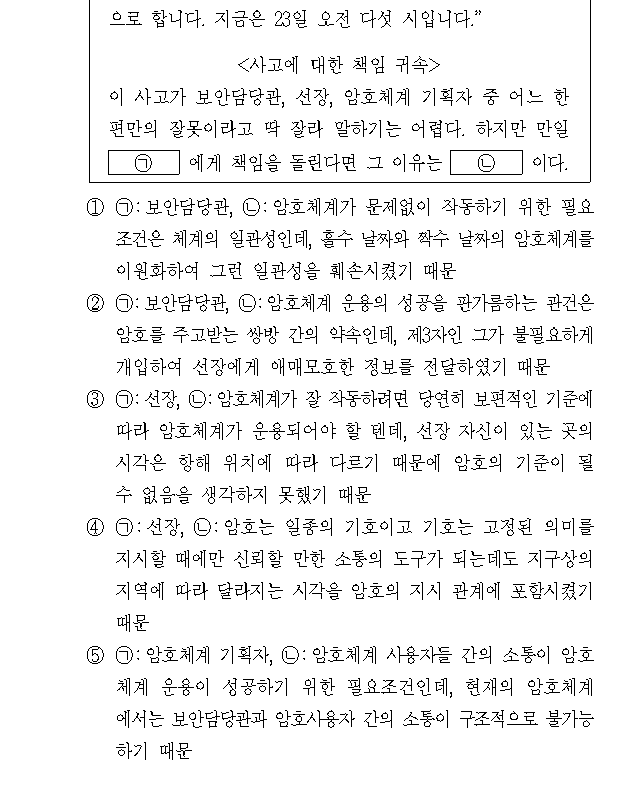 으로 합니다. 지금은 23일 오전 다섯 시입니다.”
<사고에 대한 책임 귀속>
이 사고가 보안담당관, 선장, 암호체계 기획자 중 어느 한
편만의 잘못이라고 딱 잘라 말하기는 어렵다. 하지만 만일
㉠ 에게 책임을 돌린다면 그 이유는 ㉡ 이다.
① ㉠: 보안담당관, ㉡: 암호체계가 문제없이 작동하기 위한 필요
조건은 체계의 일관성인데, 홀수 날짜와 짝수 날짜의 암호체계를
이원화하여 그런 일관성을 훼손시켰기 때문
② ㉠: 보안담당관, ㉡: 암호체계 운용의 성공을 판가름하는 관건은
암호를 주고받는 쌍방 간의 약속인데, 제3자인 그가 불필요하게
개입하여 선장에게 애매모호한 정보를 전달하였기 때문
③ ㉠: 선장, ㉡: 암호체계가 잘 작동하려면 당연히 보편적인 기준에
따라 암호체계가 운용되어야 할 텐데, 선장 자신이 있는 곳의
시각은 항해 위치에 따라 다르기 때문에 암호의 기준이 될
수 없음을 생각하지 못했기 때문
④ ㉠: 선장, ㉡: 암호는 일종의 기호이고 기호는 고정된 의미를
지시할 때에만 신뢰할 만한 소통의 도구가 되는데도 지구상의
지역에 따라 달라지는 시각을 암호의 지시 관계에 포함시켰기
때문
⑤ ㉠: 암호체계 기획자, ㉡: 암호체계 사용자들 간의 소통이 암호
체계 운용이 성공하기 위한 필요조건인데, 현재의 암호체계
에서는 보안담당관과 암호사용자 간의 소통이 구조적으로 불가능
하기 때문